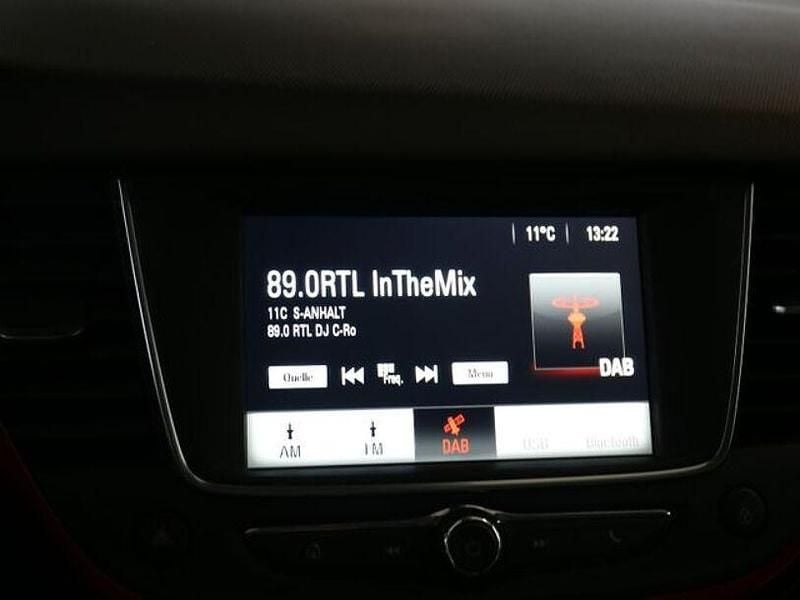 11°C 13:22
89.0RTL InTheMix
11C S-ANHALT
89.0 RTL DJ C-Ro
DAB
Quelle Freq. Menü
AM FM DAB USB Bluetooth